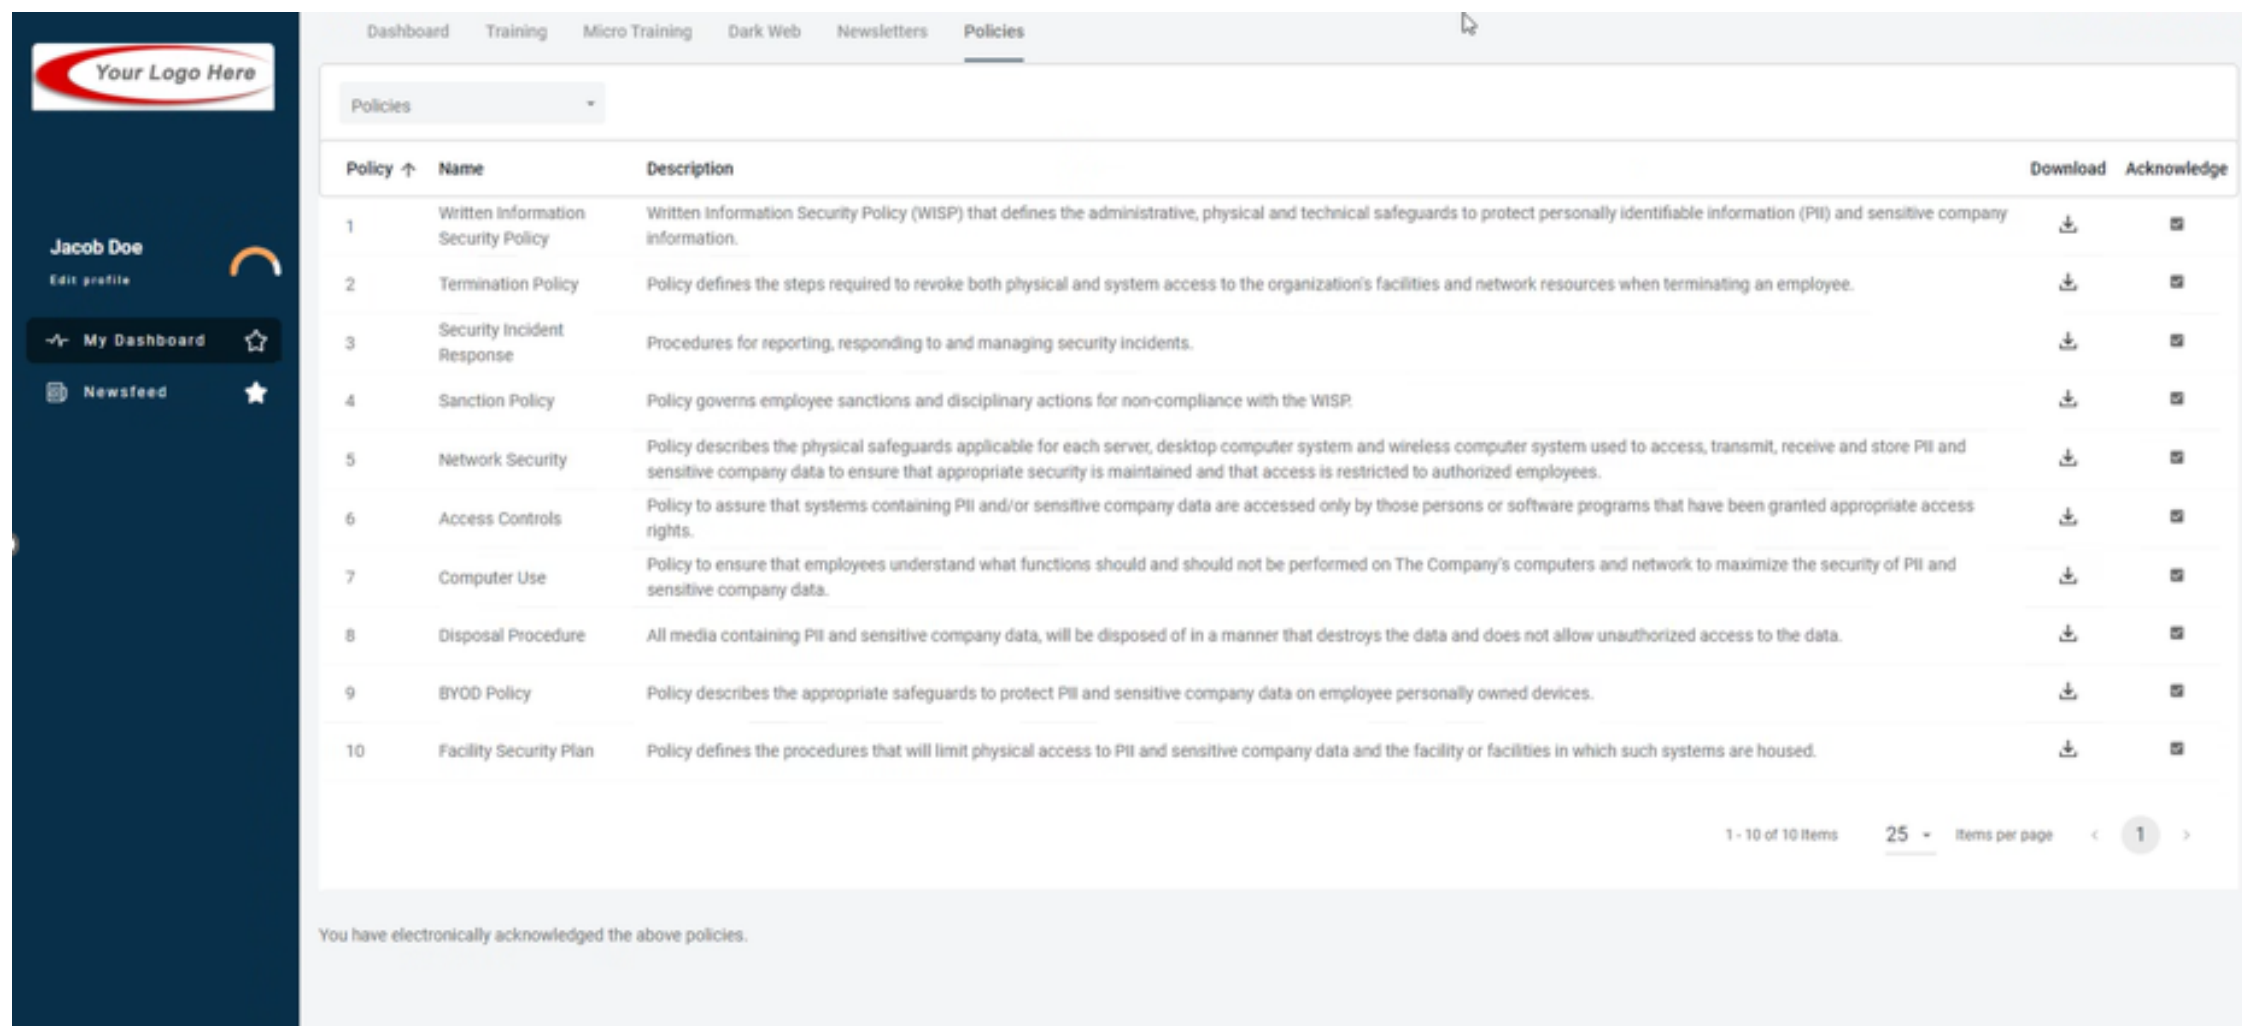 Your Logo Here
Jacob Doe
Edit profile
My Dashboard
Newsfeed
Dashboard Training Micro Training Dark Web Newsletters Policies
Policies
Policy Name Description Download Acknowledge
1 Written Information Security Policy (WISP) that defines the administrative, physical and technical safeguards to protect personally identifiable information (PII) and sensitive company
Written Information
Security Policy information.
2 Termination Policy Policy defines the steps required to revoke both physical and system access to the organization's facilities and network resources when terminating an employee.
Security Incident
3 Procedures for reporting, responding to and managing security incidents.
Response
4 Sanction Policy Policy governs employee sanctions and disciplinary actions for non-compliance with the WISP.
5 Network Security Policy describes the physical safeguards applicable for each server, desktop computer system and wireless computer system used to access, transmit, receive and store PII and
sensitive company data to ensure that appropriate security is maintained and that access is restricted to authorized employees.
6 Access Controls Policy to assure that systems containing PII and/or sensitive company data are accessed only by those persons or software programs that have been granted appropriate access
rights.
7 Computer Use Policy to ensure that employees understand what functions should and should not be performed on The Company's computers and network to maximize the security of PII and
sensitive company data.
8 Disposal Procedure All media containing PII and sensitive company data, will be disposed of in a manner that destroys the data and does not allow unauthorized access to the data.
9 BYOD Policy Policy describes the appropriate safeguards to protect PII and sensitive company data on employee personally owned devices.
10 Facility Security Plan Policy defines the procedures that will limit physical access to PII and sensitive company data and the facility or facilities in which such systems are housed.
1 - 10 of 10 Items 25 Items per page < 1 >
You have electronically acknowledged the above policies.